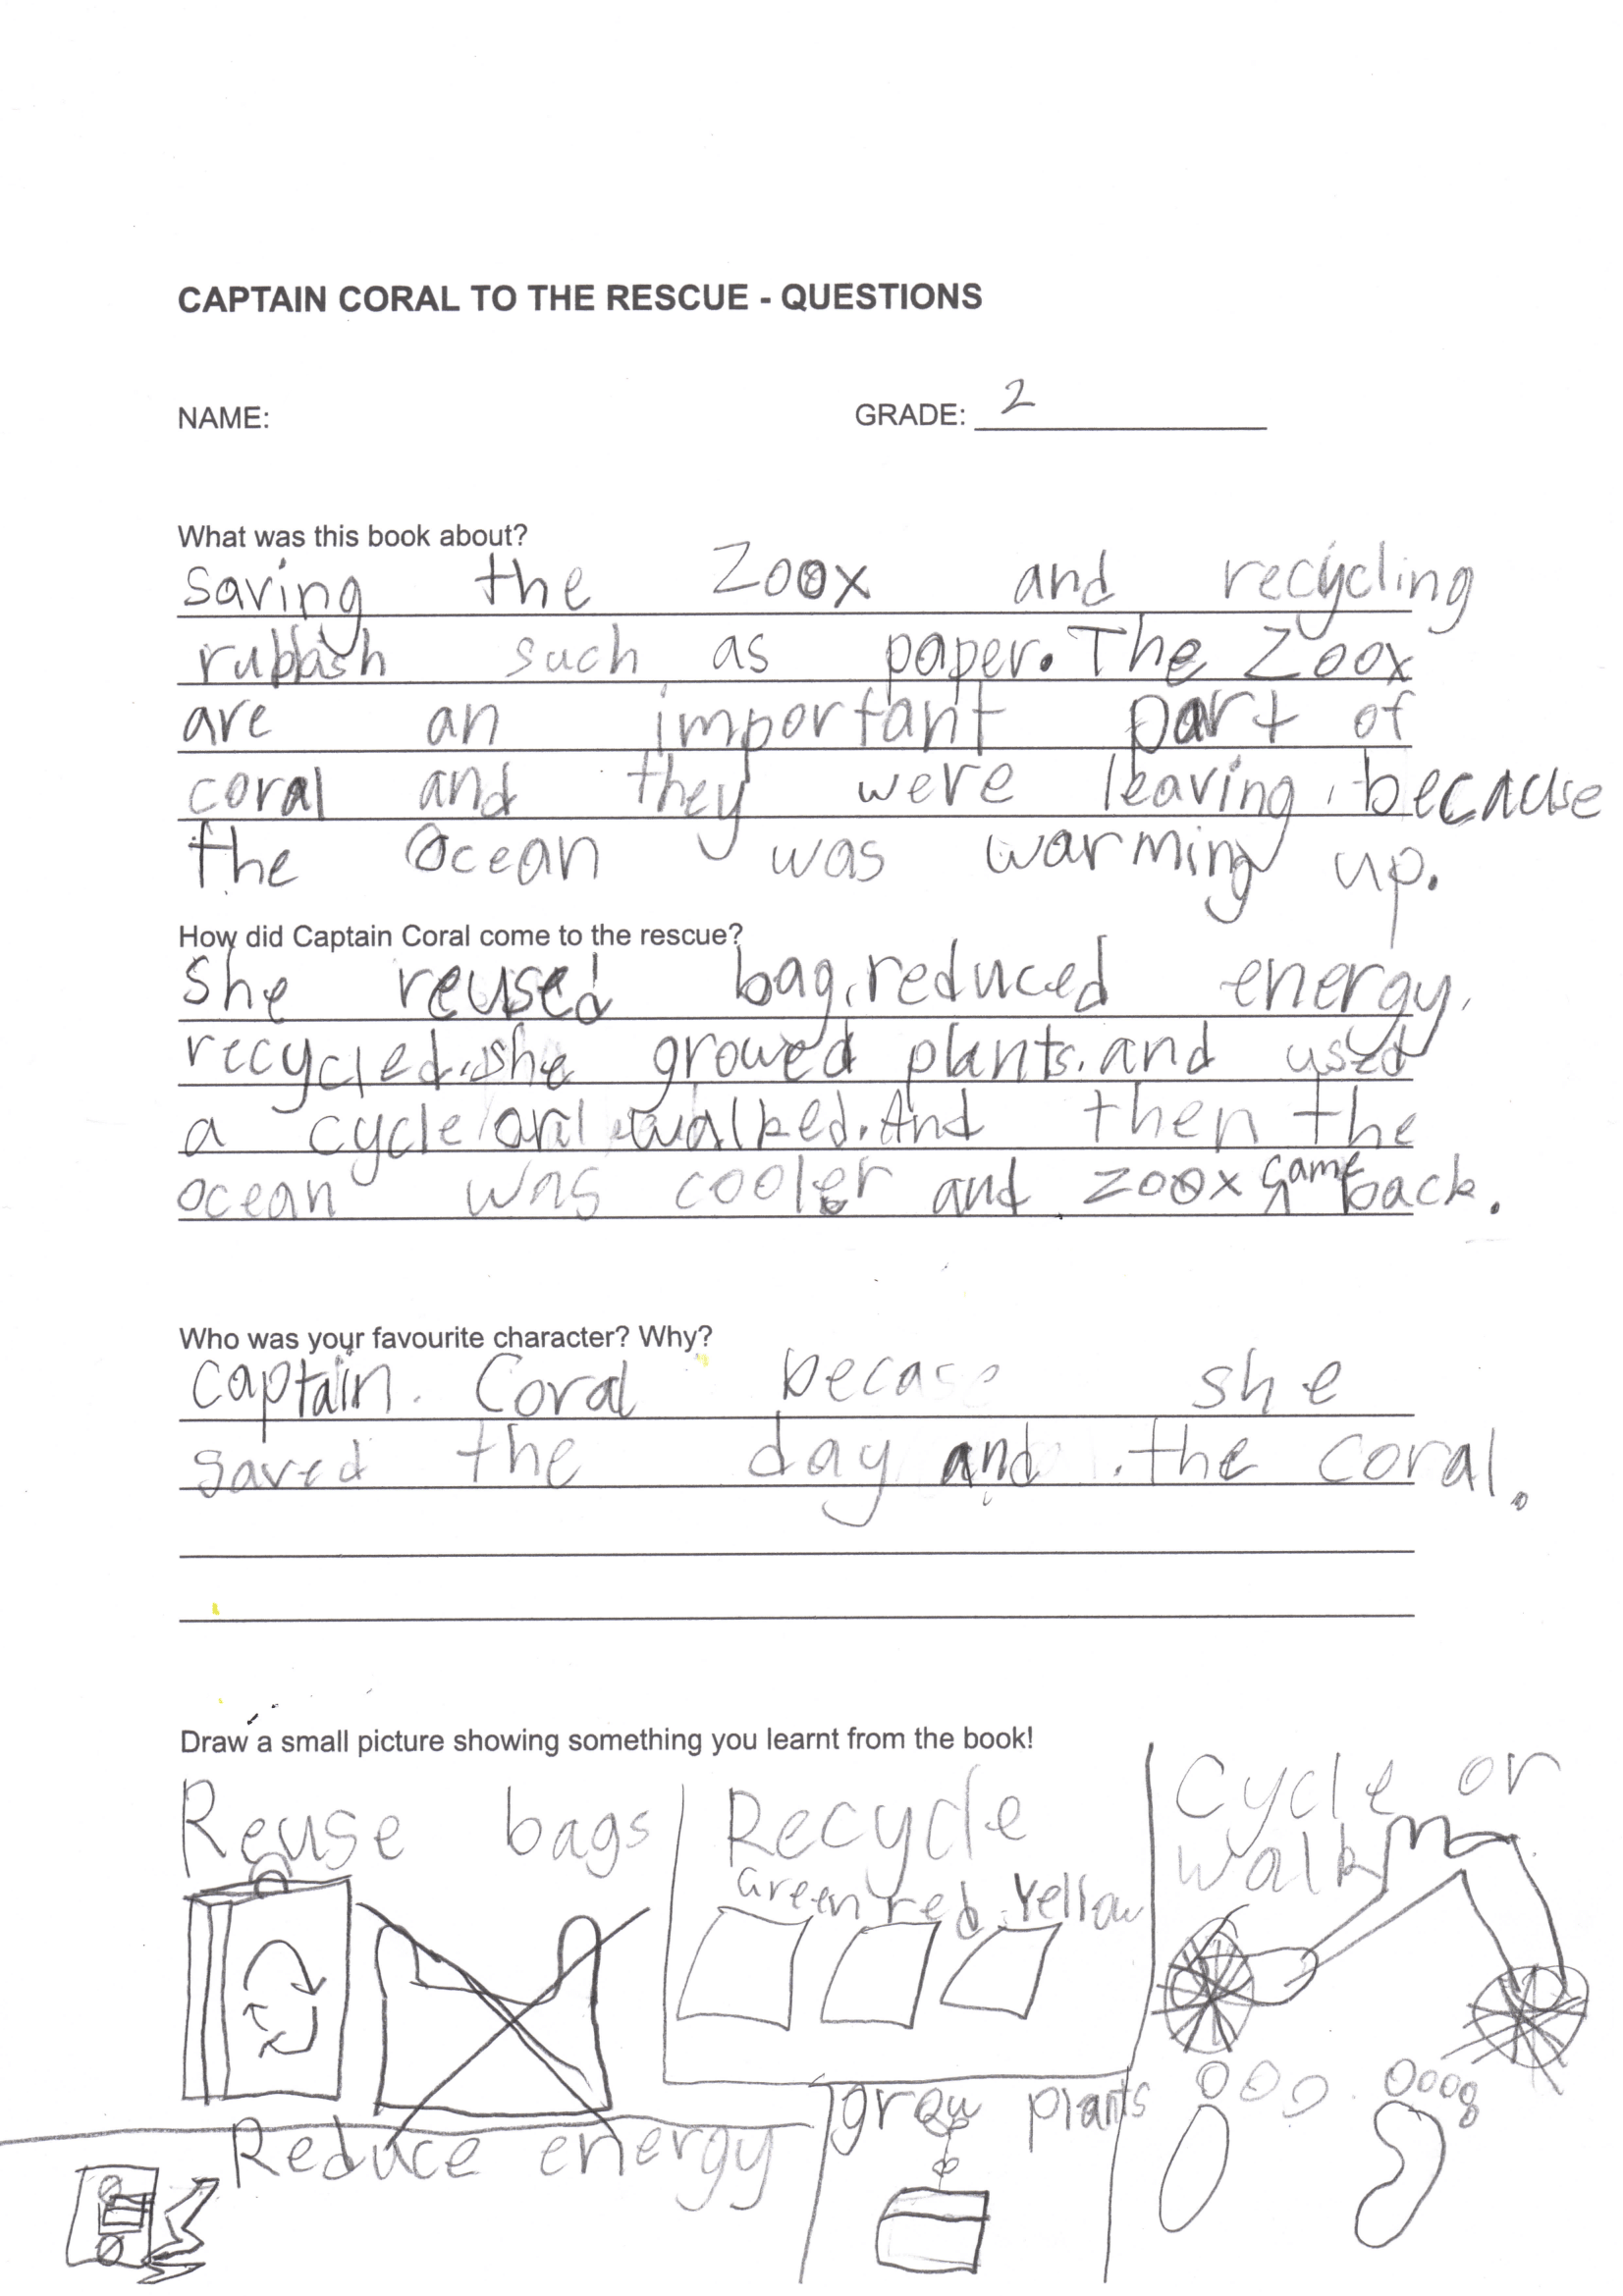 CAPTAIN CORAL TO THE RESCUE - QUESTIONS
NAME: GRADE: 2
What was this book about?
saving the Zoox and recycling
rubbish such as paper. The Zoox
are an important part of
coral and they were leaving, becacuse
the Ocean was warming up.
How did Captain Coral come to the rescue?
She reused bag, reduced energy,
recycled. she growed plants. and used
a cycle walked. And then the
ocean was cooler and zoox came back.
Who was your favourite character? Why?
Captain. Coral becase she
saved the day and the coral.
Draw a small picture showing something you learnt from the book!
Reuse bags
Recycle
Green red Yellow
Cycle or
walk
Reduce energy
grow plants